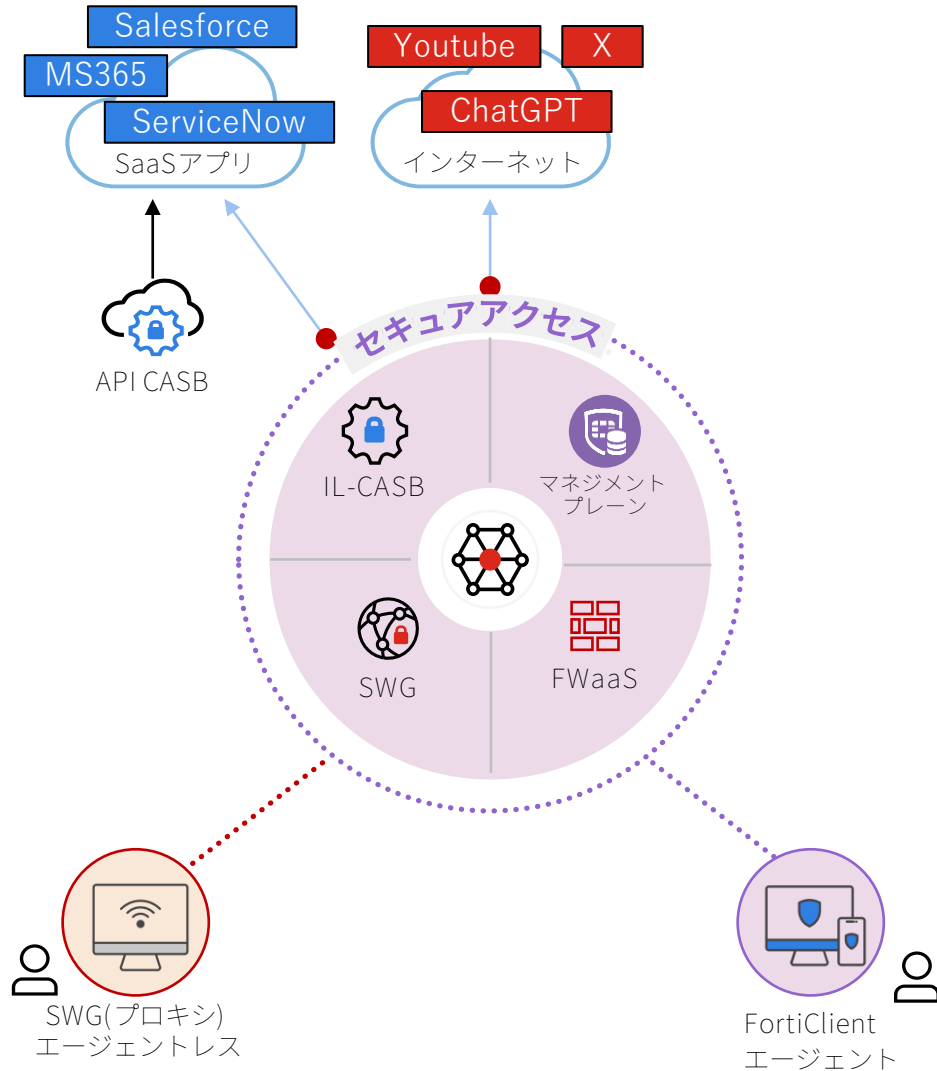 Salesforce
MS365
ServiceNow
SaaSアプリ
Youtube
X
ChatGPT
インターネット
API CASB
セキュアアクセス
IL-CASB
マネジメント
プレーン
SWG
FWaaS
SWG(プロキシ)
エージェントレス
FortiClient
エージェント